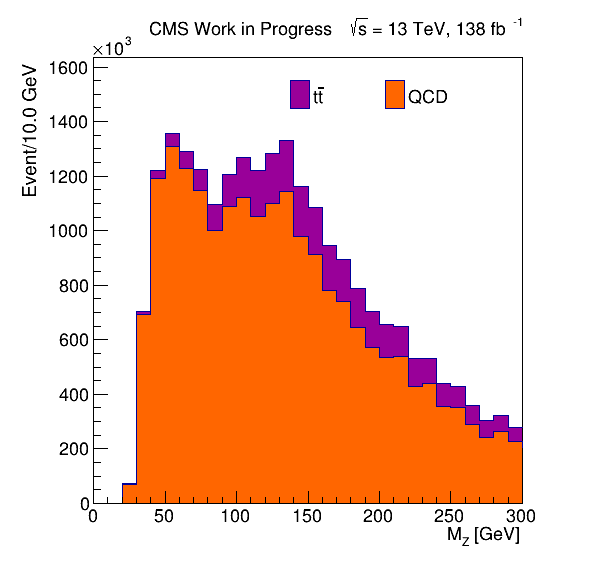 CMS Work in Progress √s = 13 TeV, 138 fb⁻¹
×10³
Event/10.0 GeV
1600
1400
1200
1000
800
600
400
200
0
tt̄ QCD
0 50 100 150 200 250 300
M_Z [GeV]